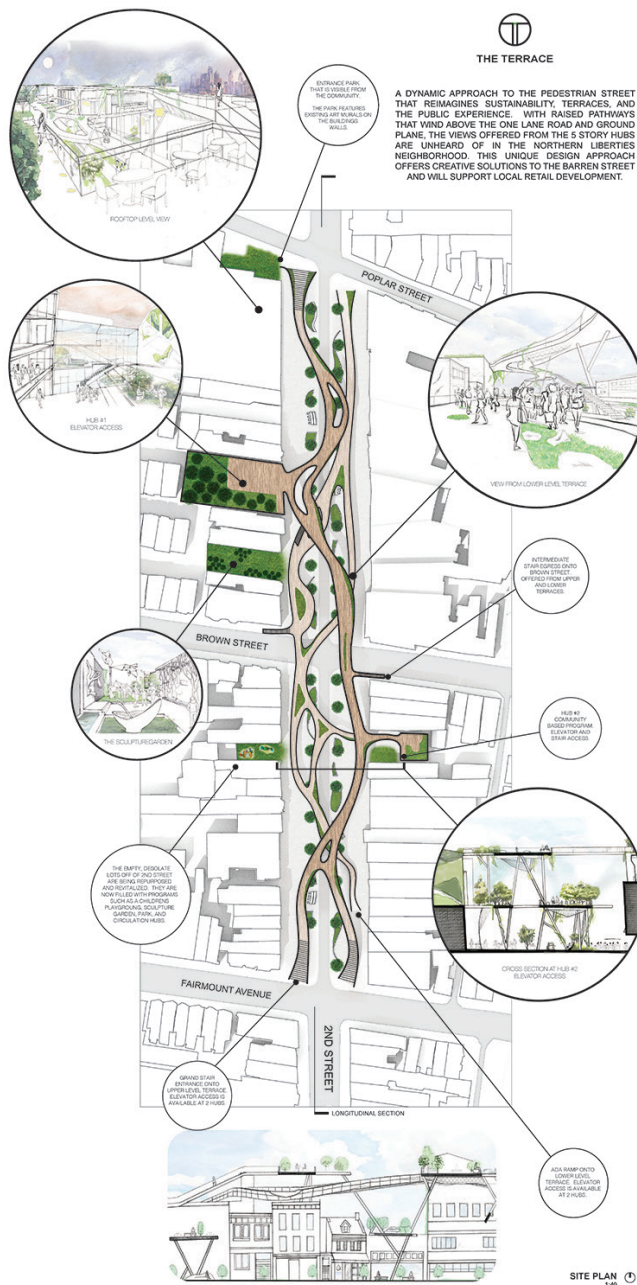 THE TERRACE
A DYNAMIC APPROACH TO THE PEDESTRIAN STREET
THAT REIMAGINES SUSTAINABILITY, TERRACES, AND
THE PUBLIC EXPERIENCE. WITH RAISED PATHWAYS
THAT WIND ABOVE THE ONE LANE ROAD AND GROUND
PLANE, THE VIEWS OFFERED FROM THE 5 STORY HUBS
ARE UNHEARD OF IN THE NORTHERN LIBERTIES
NEIGHBORHOOD. THIS UNIQUE DESIGN APPROACH
OFFERS CREATIVE SOLUTIONS TO THE BARREN STREET
AND WILL SUPPORT LOCAL RETAIL DEVELOPMENT.
ENTRANCE PARK
THAT IS VISIBLE FROM
THE COMMUNITY.
THE PARK FEATURES
EXISTING ART MURALS ON
THE BUILDINGS
WALLS.
ROOFTOP LEVEL VIEW
POPLAR STREET
HUB #1
ELEVATOR ACCESS
VIEW FROM LOWER LEVEL TERRACE
INTERMEDIATE
STAIR EGRESS ONTO
BROWN STREET.
OFFERED FROM UPPER
AND LOWER
TERRACES.
BROWN STREET
THE SCULPTURE GARDEN
HUB #2
COMMUNITY
BASED PROGRAM.
ELEVATOR AND
STAIR ACCESS.
THE EMPTY, DESOLATE
LOTS OFF OF 2ND STREET
ARE BEING REPURPOSED
AND REVITALIZED. THEY ARE
NOW FILLED WITH PROGRAMS
SUCH AS A CHILDRENS
PLAYGROUND, SCULPTURE
GARDEN, PARK, AND
CIRCULATION HUBS.
CROSS SECTION AT HUB #2
ELEVATOR ACCESS
FAIRMOUNT AVENUE
2ND STREET
GRAND STAIR
ENTRANCE ONTO
UPPER LEVEL TERRACE.
ELEVATOR ACCESS IS
AVAILABLE AT 2 HUBS.
LONGITUDINAL SECTION
ADA RAMP ONTO
LOWER LEVEL
TERRACE. ELEVATOR
ACCESS IS AVAILABLE
AT 2 HUBS.
SITE PLAN
1:40